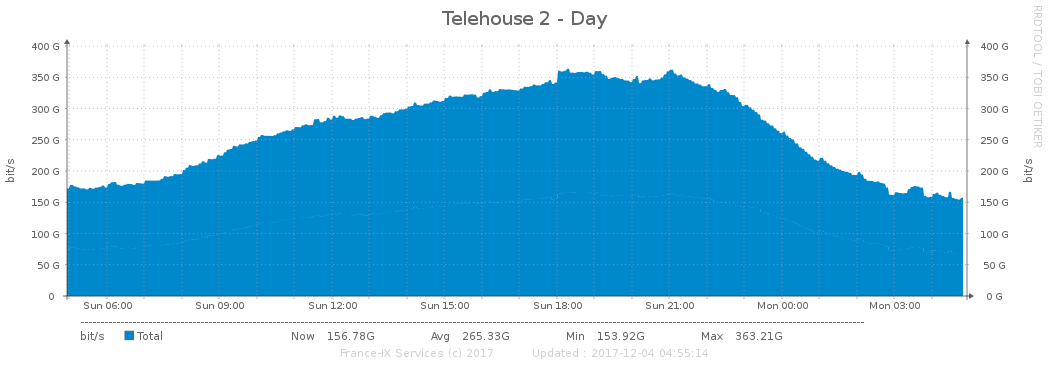 Telehouse 2 - Day
RRDTOOL / TOBI OETIKER
bit/s
400 G 400 G
350 G 350 G
300 G 300 G
250 G 250 G
200 G 200 G
150 G 150 G
100 G 100 G
50 G 50 G
0 0 G
bit/s
Sun 06:00 Sun 09:00 Sun 12:00 Sun 15:00 Sun 18:00 Sun 21:00 Mon 00:00 Mon 03:00
bit/s Total Now 156.78G Avg 265.33G Min 153.92G Max 363.21G
France-IX Services (c) 2017 Updated : 2017-12-04 04:55:14